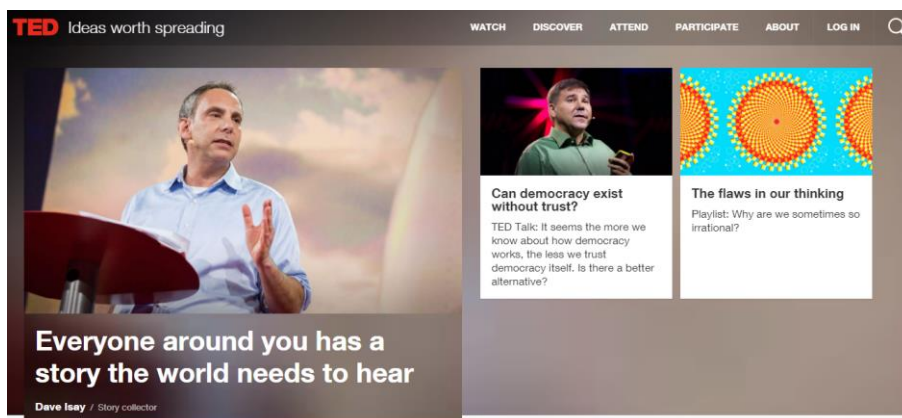 TED Ideas worth spreading
WATCH DISCOVER ATTEND PARTICIPATE ABOUT LOG IN
Everyone around you has a
story the world needs to hear
Dave Isay / Story collector
Can democracy exist
without trust?
TED Talk: It seems the more we
know about how democracy
works, the less we trust
democracy itself. Is there a better
alternative?
The flaws in our thinking
Playlist: Why are we sometimes so
irrational?